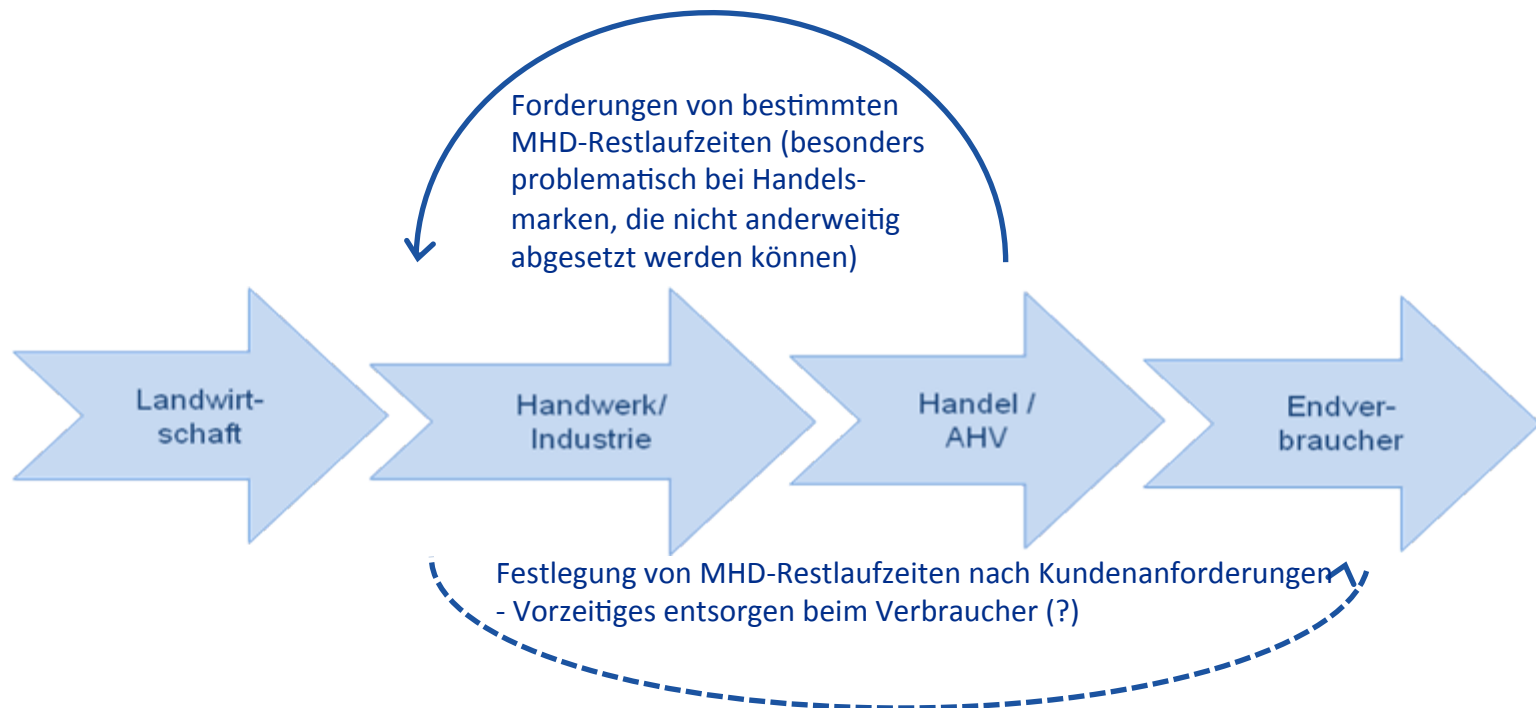 Forderungen von bestimmten
MHD-Restlaufzeiten (besonders
problematisch bei Handels-
marken, die nicht anderweitig
abgesetzt werden können)
Landwirt-
schaft
Handwerk/
Industrie
Handel /
AHV
Endver-
braucher
Festlegung von MHD-Restlaufzeiten nach Kundenanforderungen
- Vorzeitiges entsorgen beim Verbraucher (?)